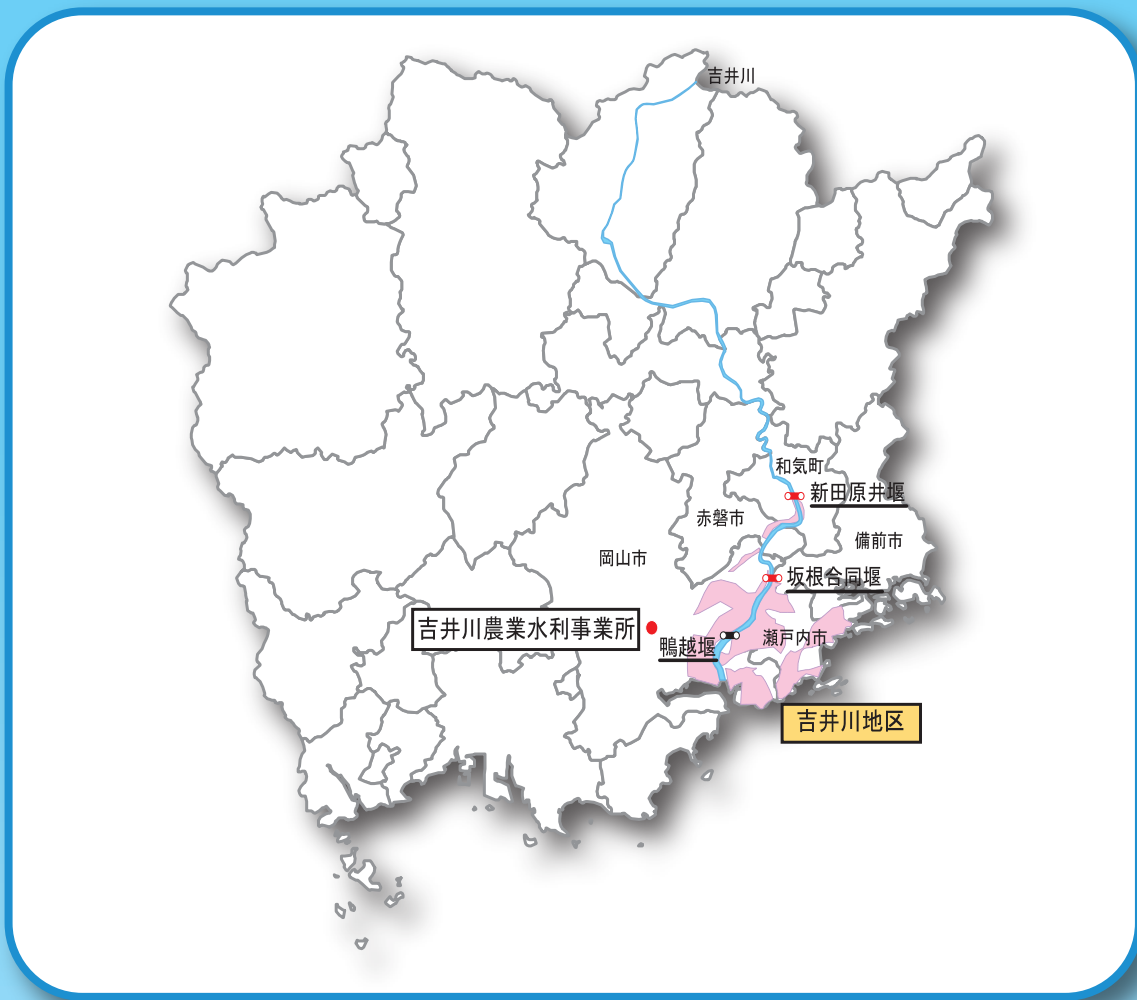 吉井川
和気町
新田原井堰
赤磐市
備前市
岡山市
坂根合同堰
吉井川農業水利事業所
瀬戸内市
鴨越堰
吉井川地区